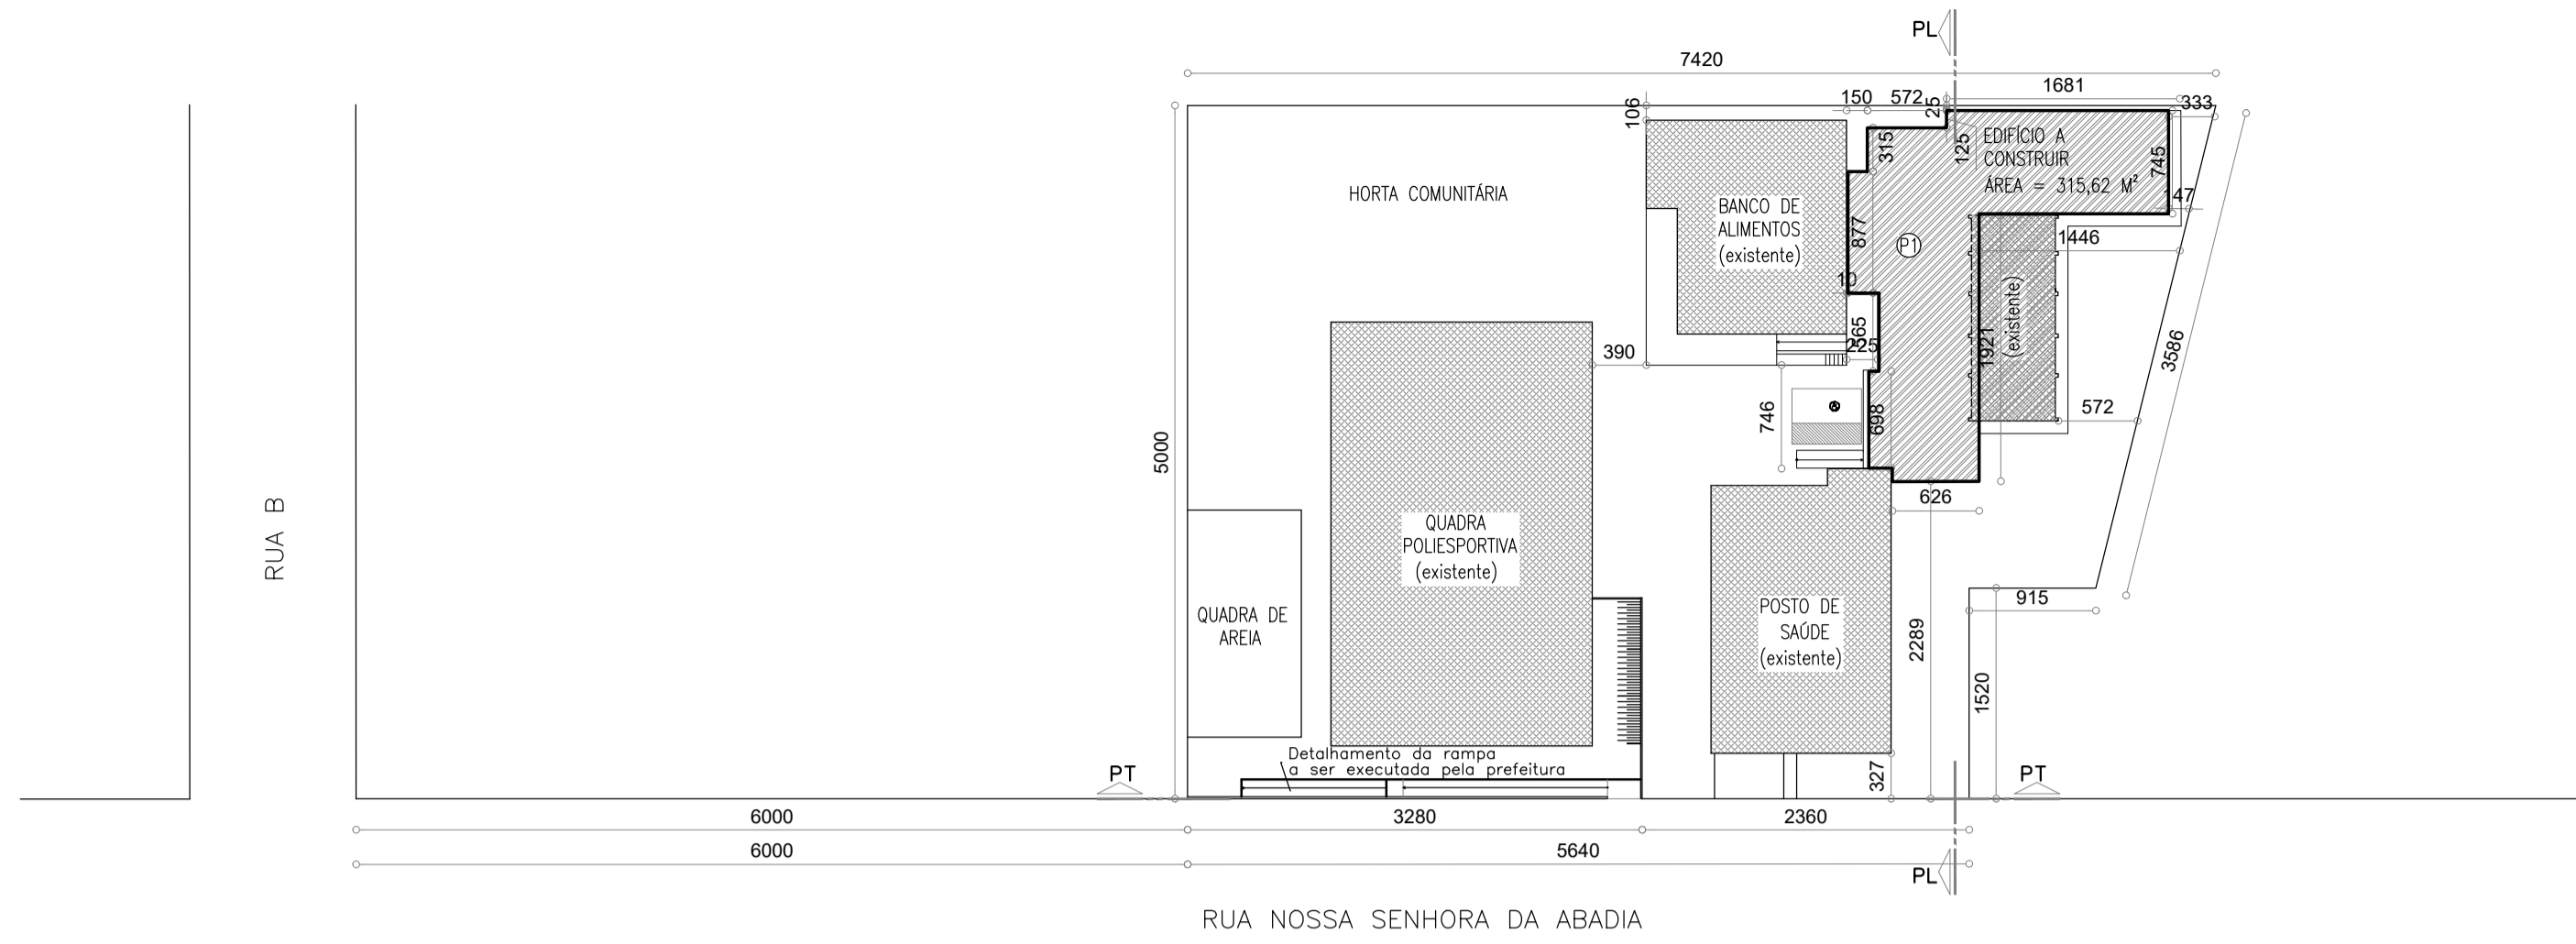 PL
7420
1681
150
572
25
333
106
315
125
EDIFÍCIO A
CONSTRUIR
ÁREA = 315,62 M²
745
HORTA COMUNITÁRIA
BANCO DE
ALIMENTOS
(existente)
877
P1
47
1446
10
565
225
1921
(existente)
3586
390
746
698
572
5000
RUA B
626
QUADRA
POLIESPORTIVA
(existente)
QUADRA DE
AREIA
POSTO DE
SAÚDE
(existente)
915
2289
1520
Detalhamento da rampa
a ser executada pela prefeitura
327
PT
PT
6000
3280
2360
6000
5640
PL
RUA NOSSA SENHORA DA ABADIA